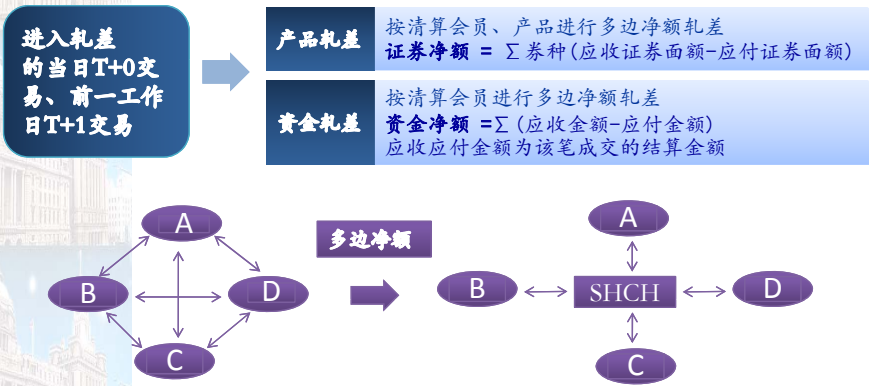 进入轧差
的当日T+0交
易、前一工作
日T+1交易
产品轧差
按清算会员、产品进行多边净额轧差
证券净额 = ∑券种(应收证券面额-应付证券面额)
资金轧差
按清算会员进行多边净额轧差
资金净额 =∑(应收金额-应付金额)
应收应付金额为该笔成交的结算金额
A
B
D
C
多边净额
A
B
SHCH
D
C